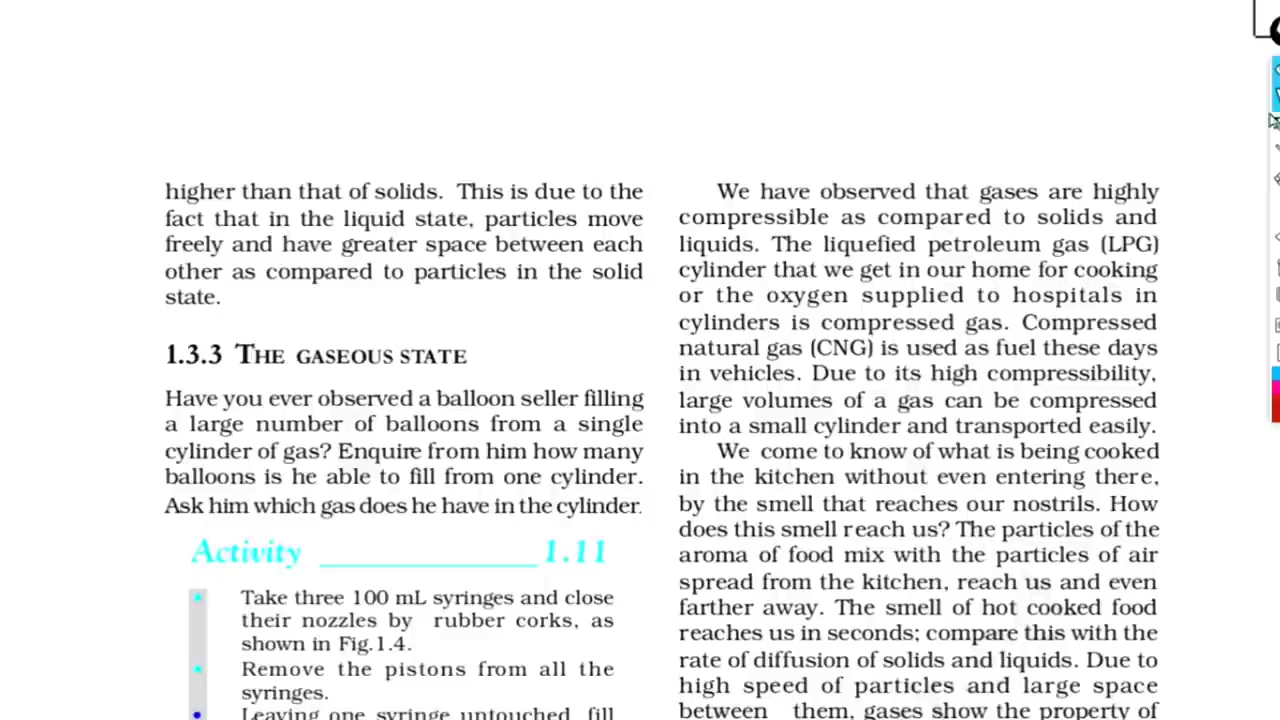 higher than that of solids. This is due to the
fact that in the liquid state, particles move
freely and have greater space between each
other as compared to particles in the solid
state.
1.3.3 THE GASEOUS STATE
Have you ever observed a balloon seller filling
a large number of balloons from a single
cylinder of gas? Enquire from him how many
balloons is he able to fill from one cylinder.
Ask him which gas does he have in the cylinder.
Activity ______________ 1.11
• Take three 100 mL syringes and close
their nozzles by rubber corks, as
shown in Fig.1.4.
• Remove the pistons from all the
syringes.
• Leaving one syringe untouched, fill
We have observed that gases are highly
compressible as compared to solids and
liquids. The liquefied petroleum gas (LPG)
cylinder that we get in our home for cooking
or the oxygen supplied to hospitals in
cylinders is compressed gas. Compressed
natural gas (CNG) is used as fuel these days
in vehicles. Due to its high compressibility,
large volumes of a gas can be compressed
into a small cylinder and transported easily.
We come to know of what is being cooked
in the kitchen without even entering there,
by the smell that reaches our nostrils. How
does this smell reach us? The particles of the
aroma of food mix with the particles of air
spread from the kitchen, reach us and even
farther away. The smell of hot cooked food
reaches us in seconds; compare this with the
rate of diffusion of solids and liquids. Due to
high speed of particles and large space
between them, gases show the property of